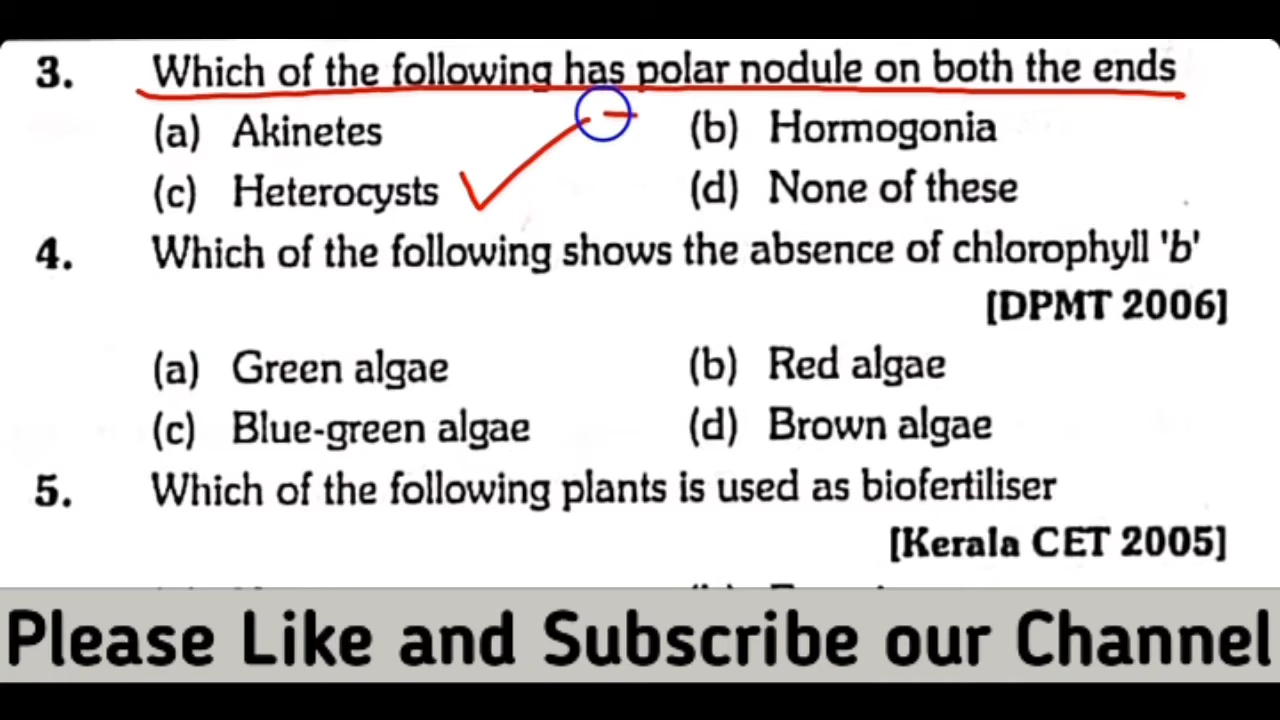 3. Which of the following has polar nodule on both the ends
(a) Akinetes (b) Hormogonia
(c) Heterocysts (d) None of these
4. Which of the following shows the absence of chlorophyll 'b'
[DPMT 2006]
(a) Green algae (b) Red algae
(c) Blue-green algae (d) Brown algae
5. Which of the following plants is used as biofertiliser
[Kerala CET 2005]
Please Like and Subscribe our Channel